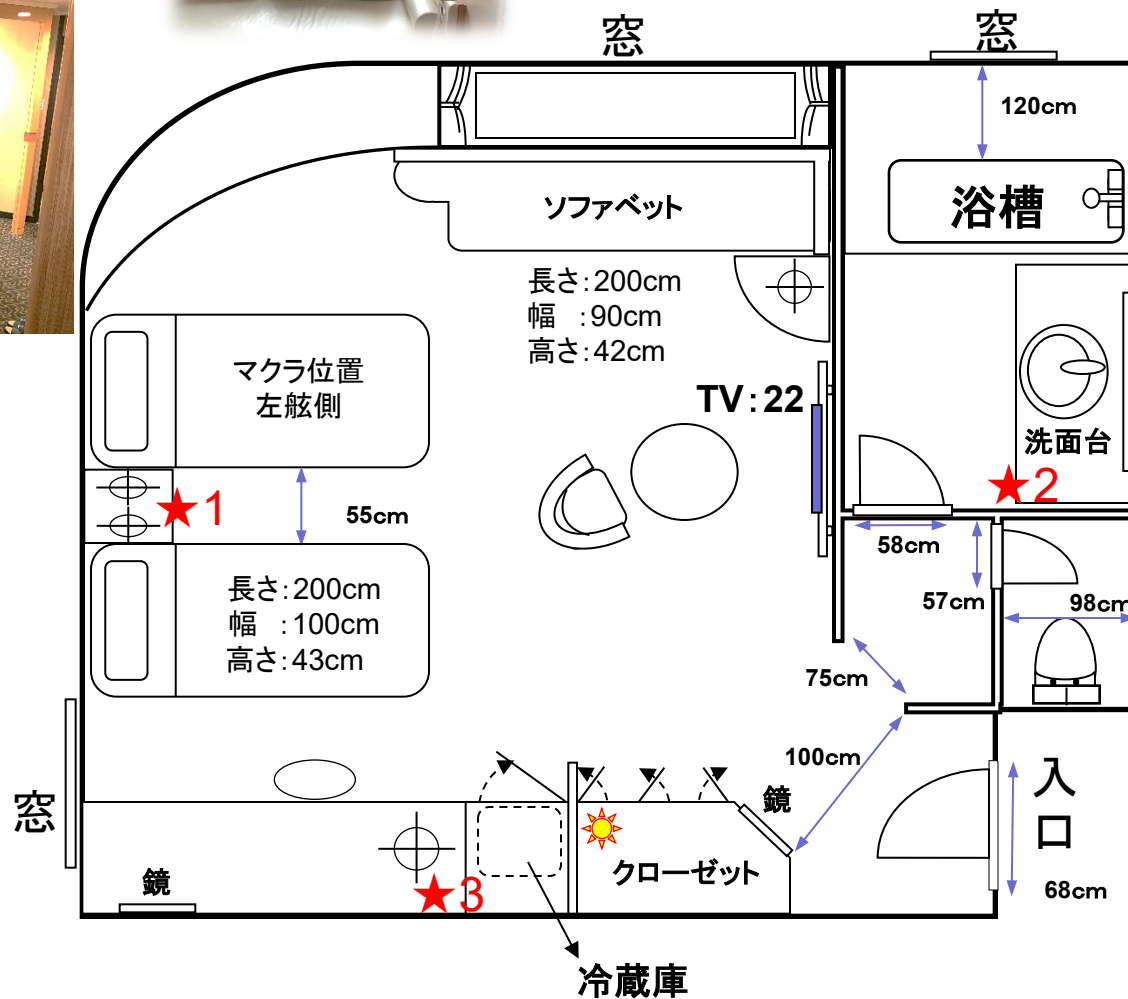 窓
窓
120cm
浴槽
ソファベット
長さ:200cm
幅 :90cm
高さ:42cm
マクラ位置
左舷側
TV:22
洗面台
★1
★2
55cm
58cm
57cm
98cm
長さ:200cm
幅 :100cm
高さ:43cm
75cm
100cm
窓
鏡
入口
クローゼット
鏡
★3
68cm
冷蔵庫